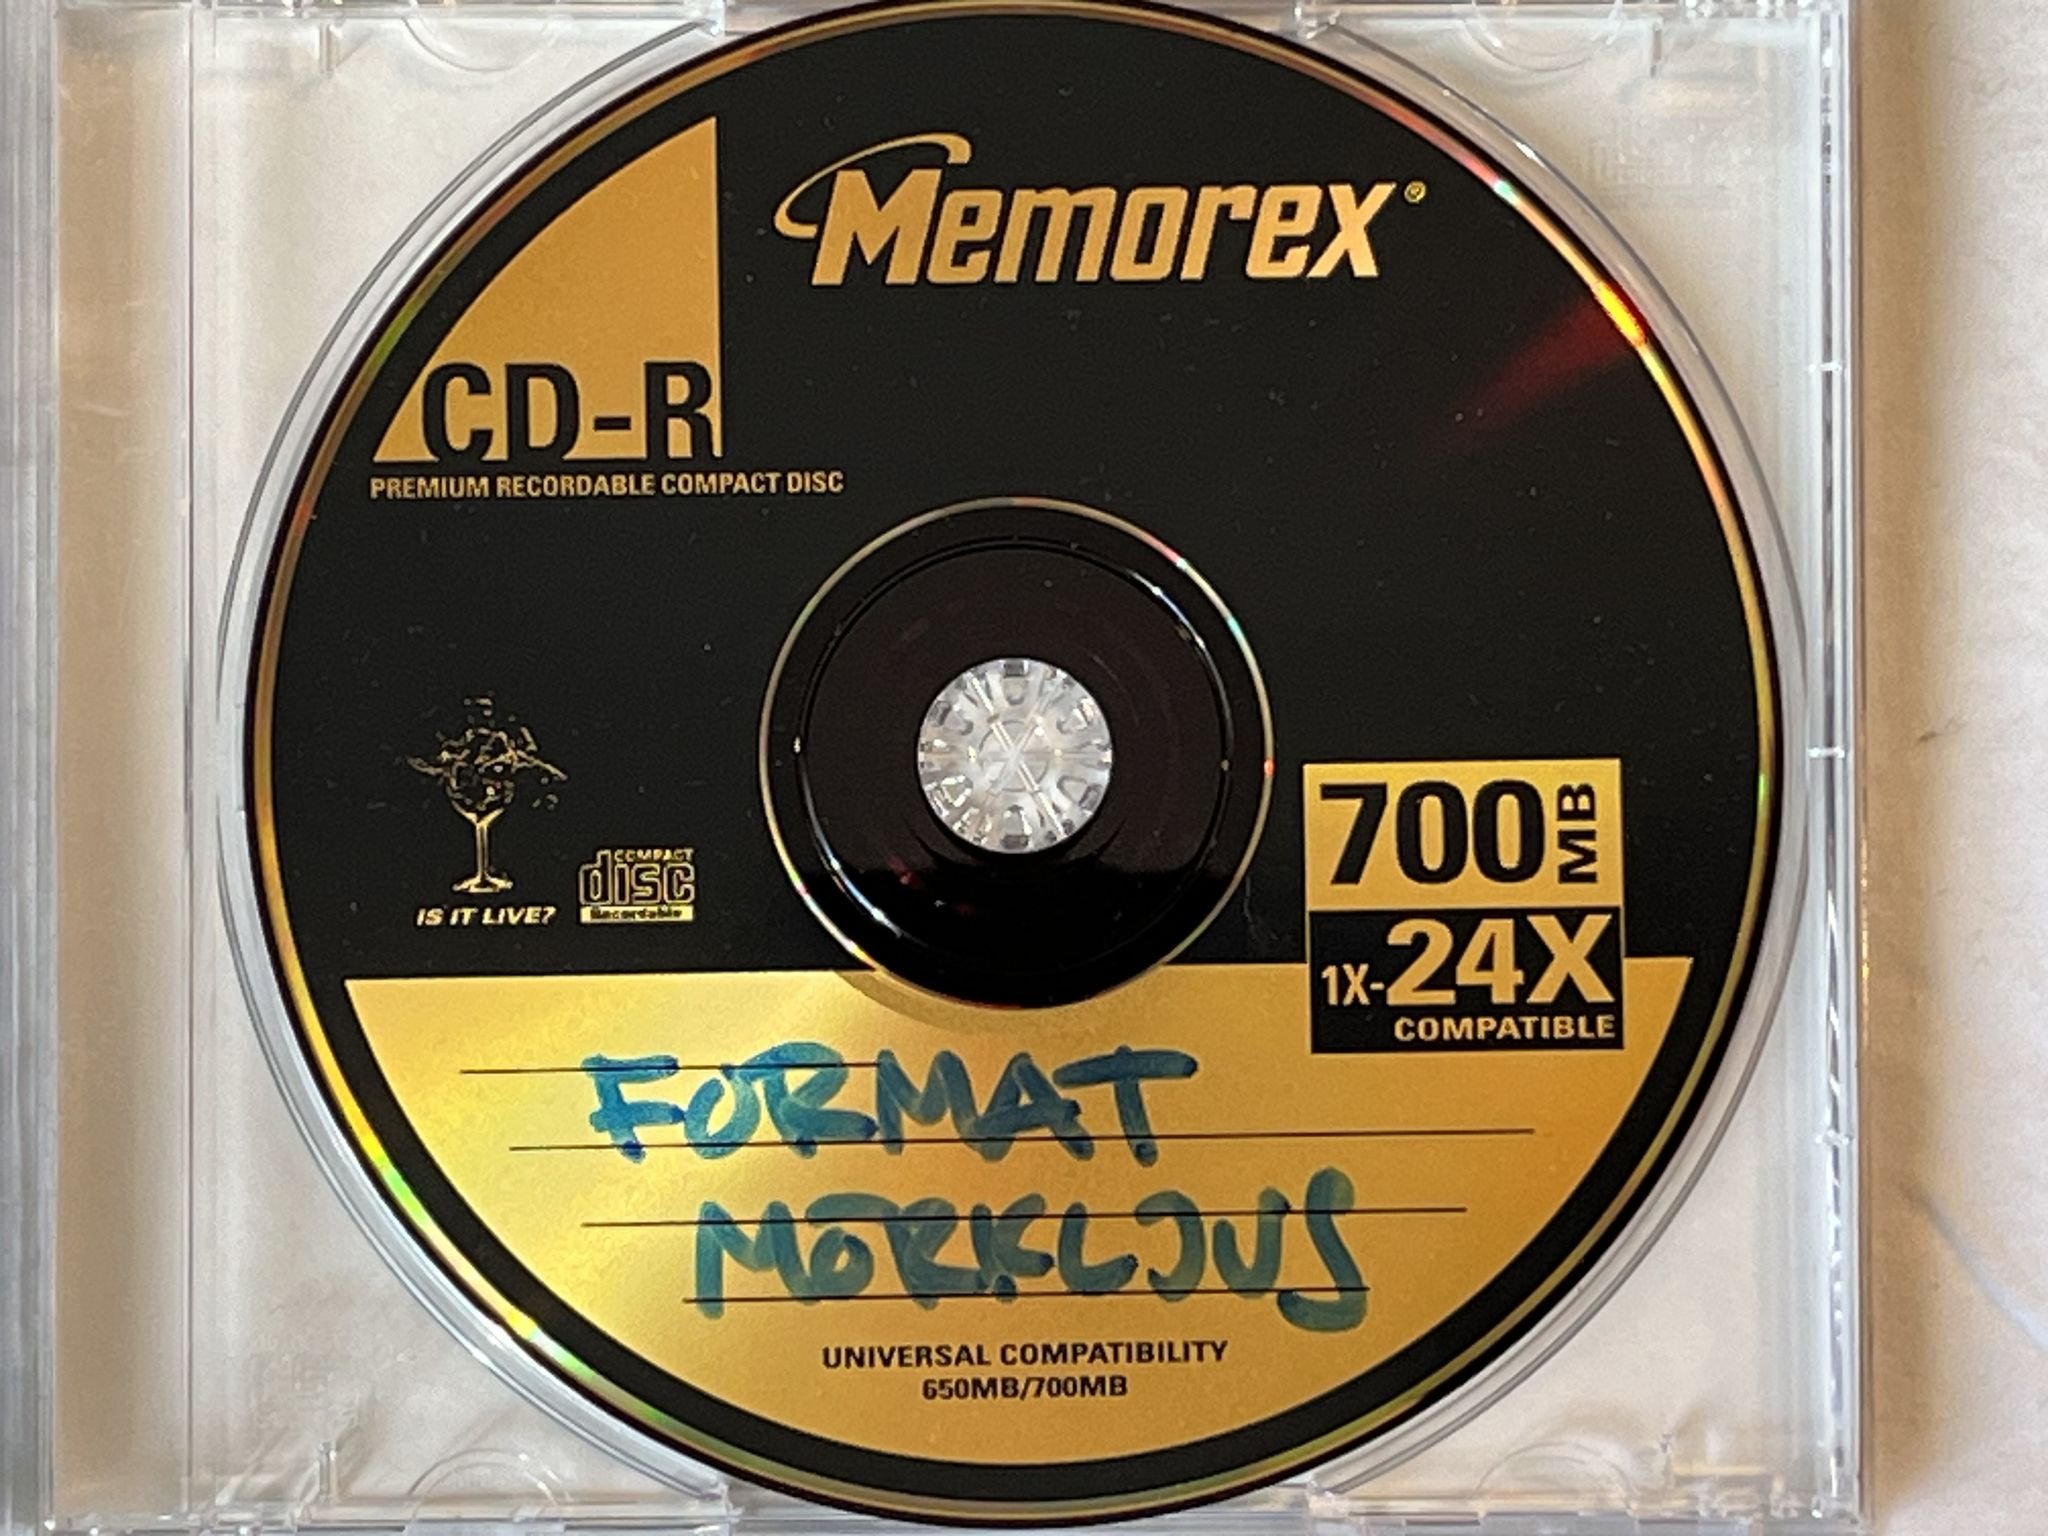 Memorex®
CD-R
PREMIUM RECORDABLE COMPACT DISC
IS IT LIVE?
COMPACT
disc
Recordable
700 MB
1X-24X
COMPATIBLE
FORMAT
MÖRKLJUS
UNIVERSAL COMPATIBILITY
650MB/700MB